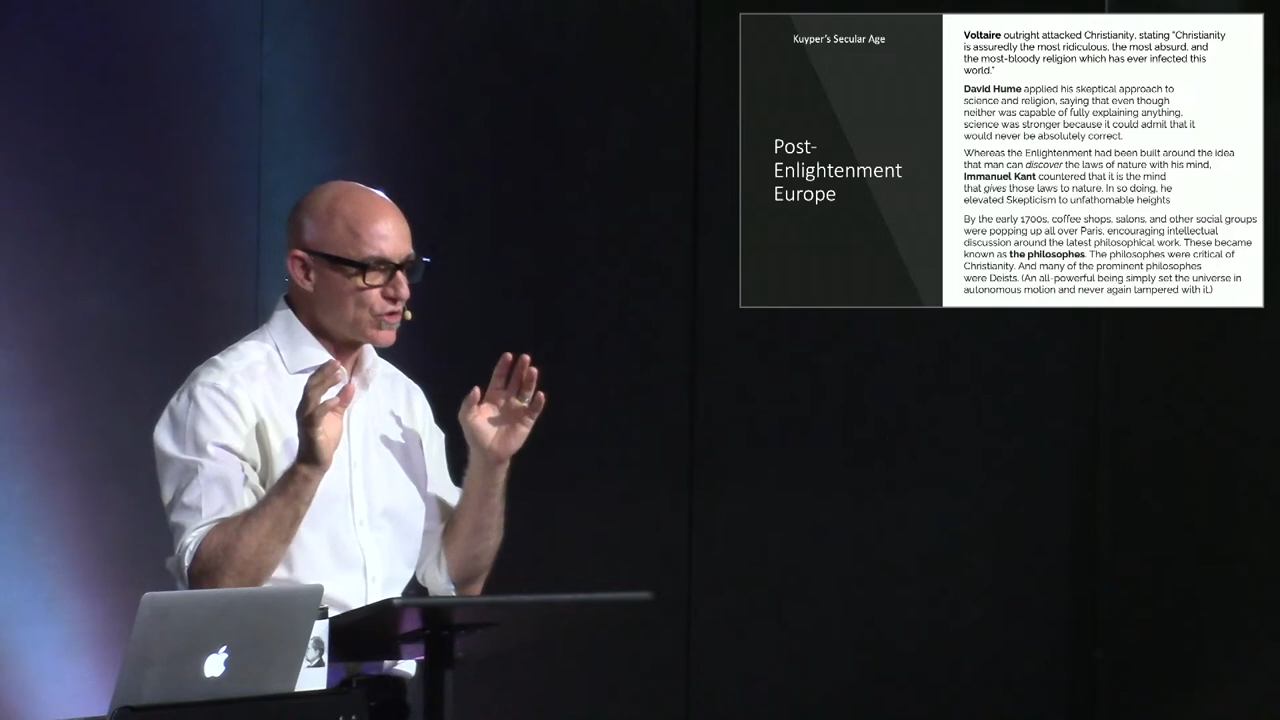 Kuyper's Secular Age
Post-
Enlightenment
Europe
Voltaire outright attacked Christianity, stating "Christianity
is assuredly the most ridiculous, the most absurd, and
the most-bloody religion which has ever infected this
world."
David Hume applied his skeptical approach to
science and religion, saying that even though
neither was capable of fully explaining anything,
science was stronger because it could admit that it
would never be absolutely correct.
Whereas the Enlightenment had been built around the idea
that man can discover the laws of nature with his mind,
Immanuel Kant countered that it is the mind
that gives those laws to nature. In so doing, he
elevated Skepticism to unfathomable heights
By the early 1700s, coffee shops, salons, and other social groups
were popping up all over Paris, encouraging intellectual
discussion around the latest philosophical work. These became
known as the philosophes. The philosophes were critical of
Christianity. And many of the prominent philosophes
were Deists. (An all-powerful being simply set the universe in
autonomous motion and never again tampered with it.)